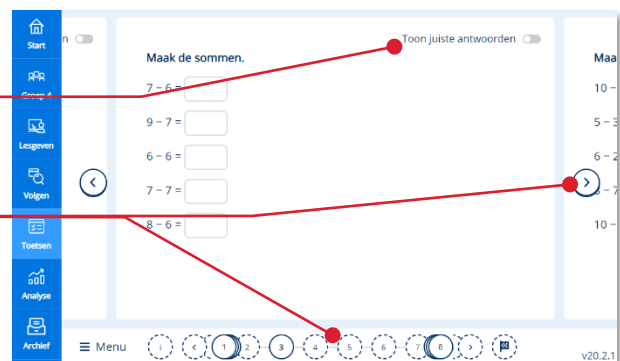 Start
Groep 4
Lesgeven
Volgen
Toetsen
Analyse
Archief
n
Toon juiste antwoorden
Maak de sommen.
7 − 6 =
9 − 7 =
6 − 6 =
7 − 7 =
8 − 6 =
Maa
10 −
5 − 3
6 − 2
− 7
10 −
Menu
i 1 2 3 4 5 6 7 8
v20.2.1